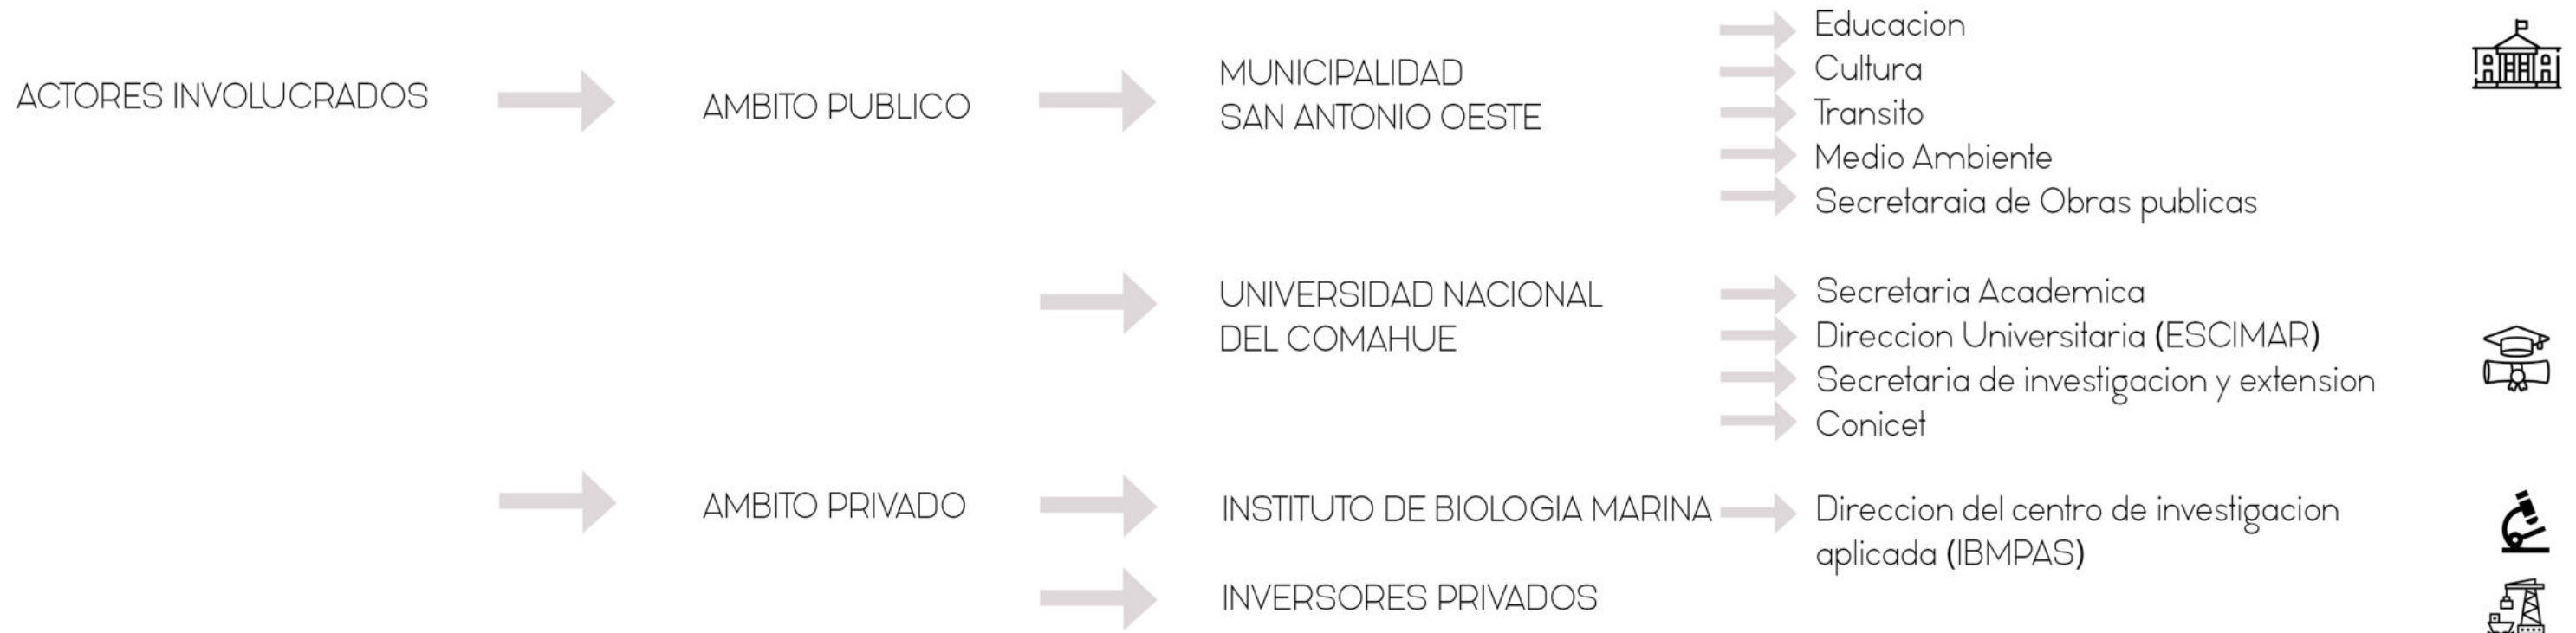 ACTORES INVOLUCRADOS
AMBITO PUBLICO
MUNICIPALIDAD
SAN ANTONIO OESTE
Educacion
Cultura
Transito
Medio Ambiente
Secretaraia de Obras publicas
UNIVERSIDAD NACIONAL
DEL COMAHUE
Secretaria Academica
Direccion Universitaria (ESCIMAR)
Secretaria de investigacion y extension
Conicet
AMBITO PRIVADO
INSTITUTO DE BIOLOGIA MARINA
Direccion del centro de investigacion
aplicada (IBMPAS)
INVERSORES PRIVADOS